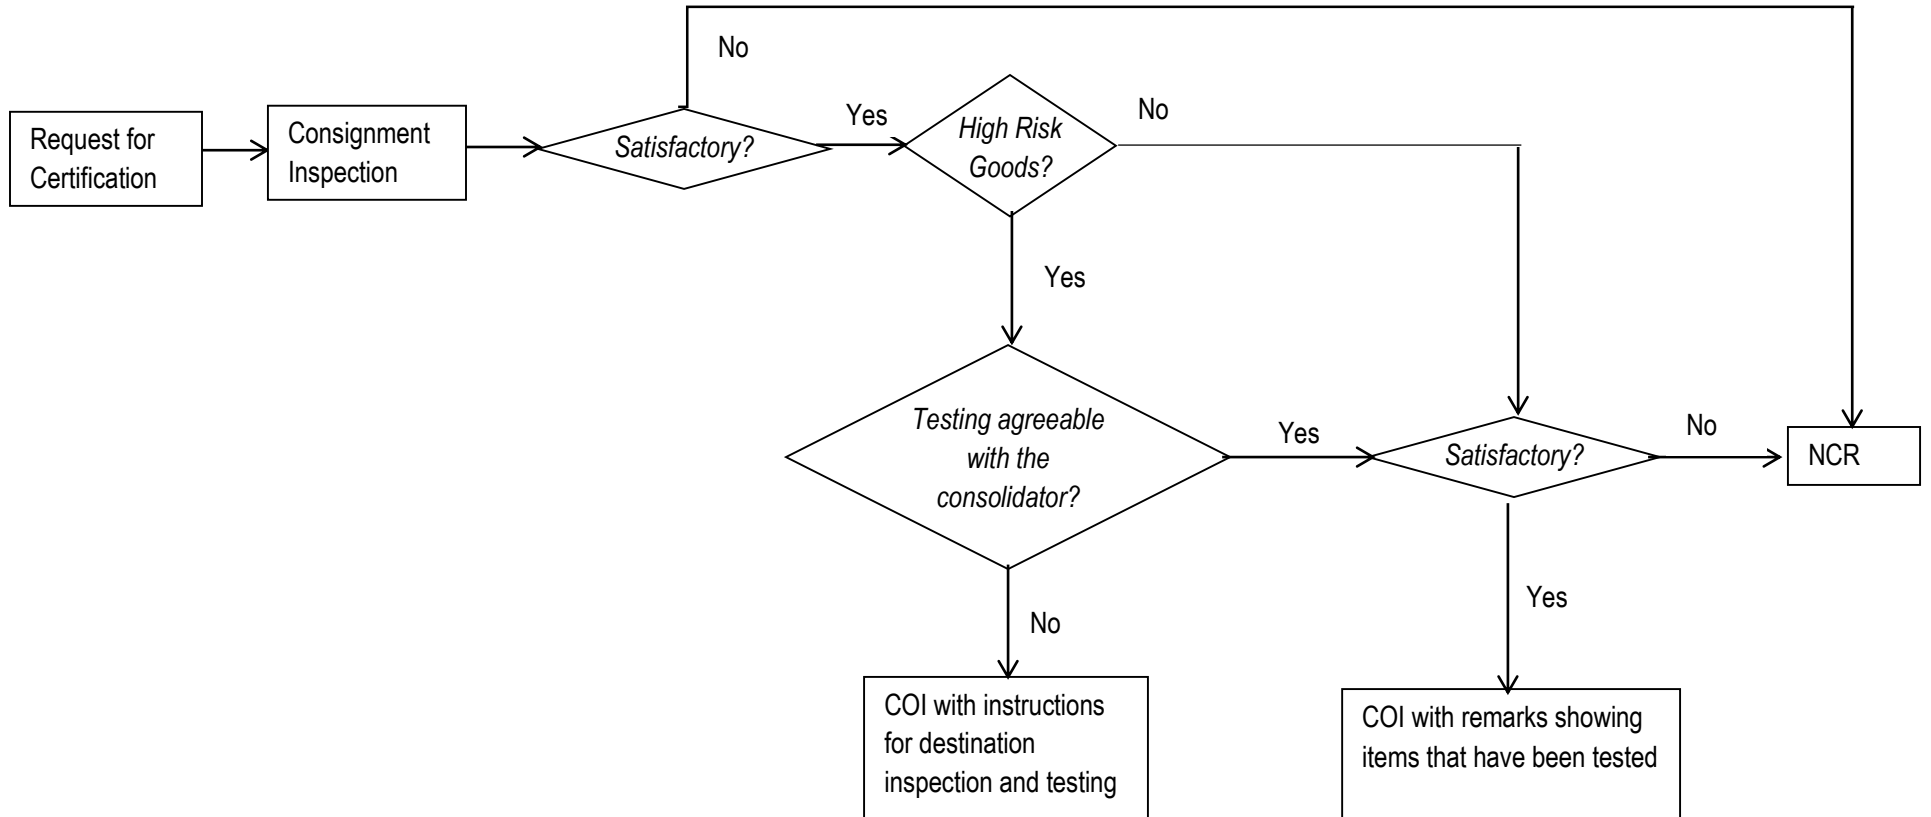 No
Request for
Certification
Consignment
Inspection
Satisfactory?
Yes
High Risk
Goods?
No
Yes
Testing agreeable
with the
consolidator?
Yes
Satisfactory?
No
NCR
No
Yes
COI with instructions
for destination
inspection and testing
COI with remarks showing
items that have been tested